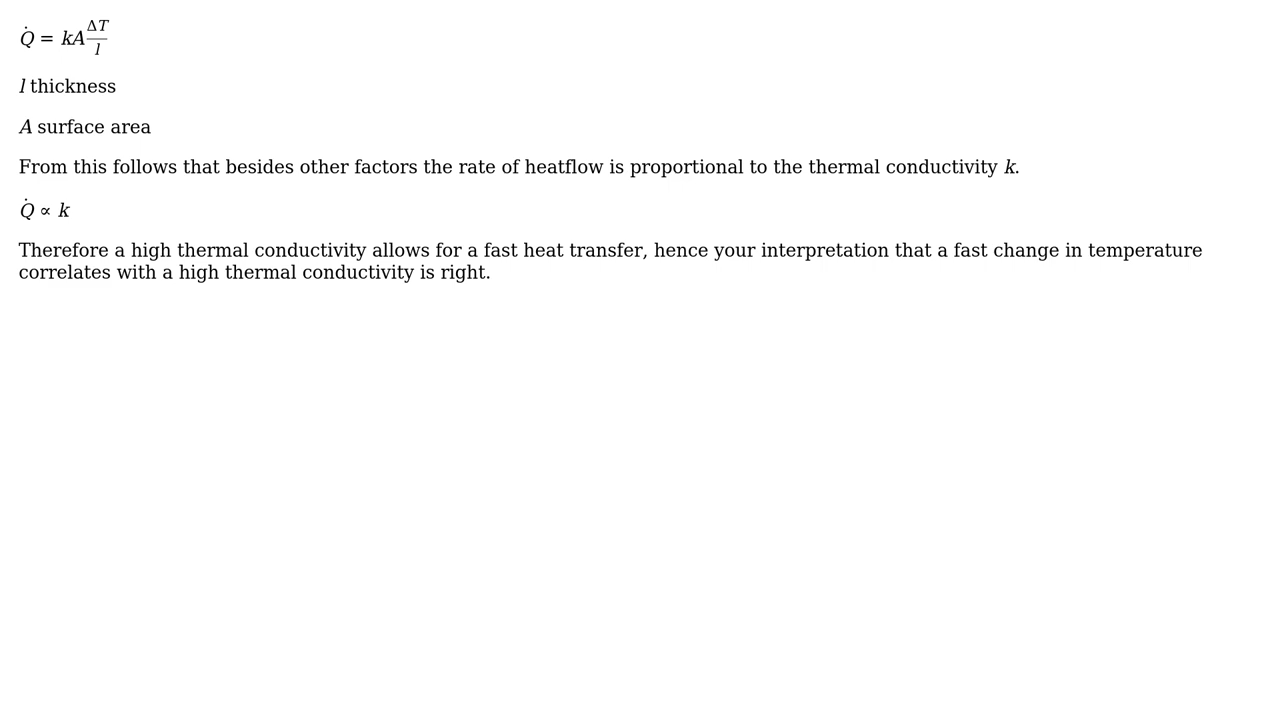 Q̇ = kA ΔT/l
l thickness
A surface area
From this follows that besides other factors the rate of heatflow is proportional to the thermal conductivity k.
Q̇ ∝ k
Therefore a high thermal conductivity allows for a fast heat transfer, hence your interpretation that a fast change in temperature
correlates with a high thermal conductivity is right.